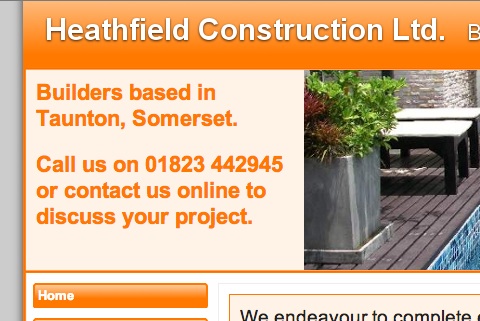 Heathfield Construction Ltd. B
Builders based in
Taunton, Somerset.
Call us on 01823 442945
or contact us online to
discuss your project.
Home
We endeavour to complete